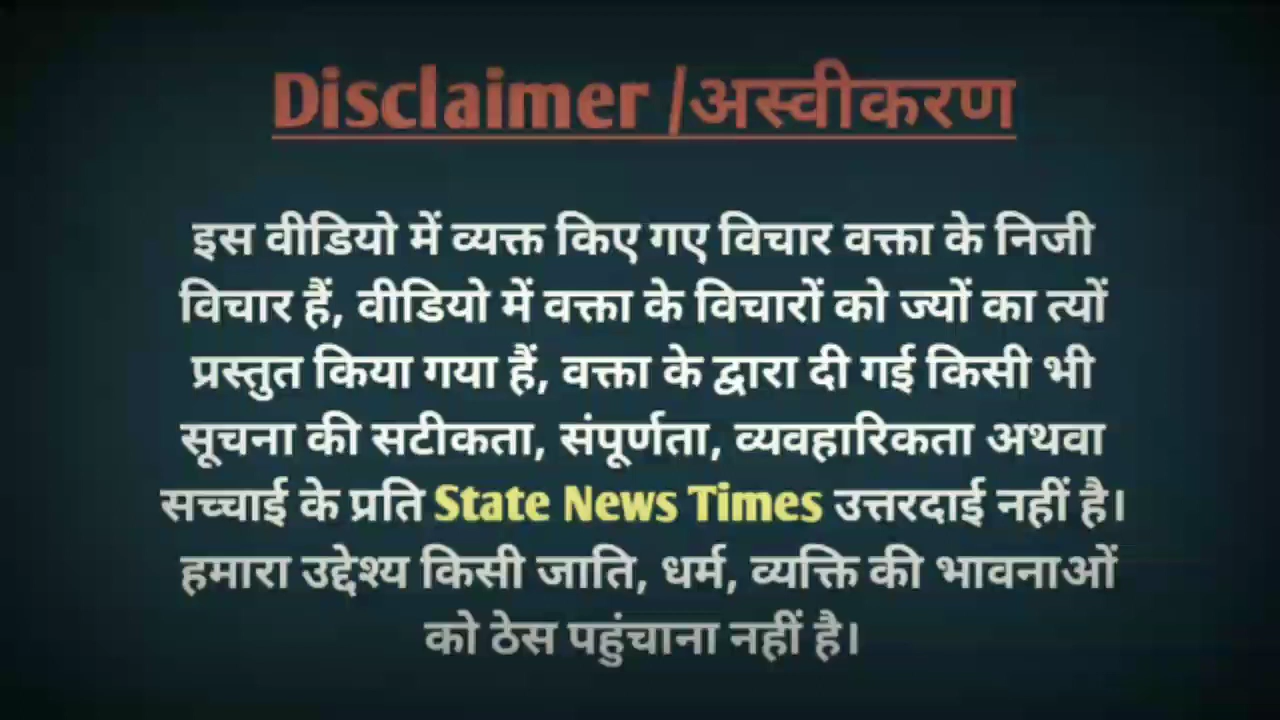 Disclaimer /अस्वीकरण
इस वीडियो में व्यक्त किए गए विचार वक्ता के निजी
विचार हैं, वीडियो में वक्ता के विचारों को ज्यों का त्यों
प्रस्तुत किया गया हैं, वक्ता के द्वारा दी गई किसी भी
सूचना की सटीकता, संपूर्णता, व्यवहारिकता अथवा
सच्चाई के प्रति State News Times उत्तरदाई नहीं है।
हमारा उद्देश्य किसी जाति, धर्म, व्यक्ति की भावनाओं
को ठेस पहुंचाना नहीं है।